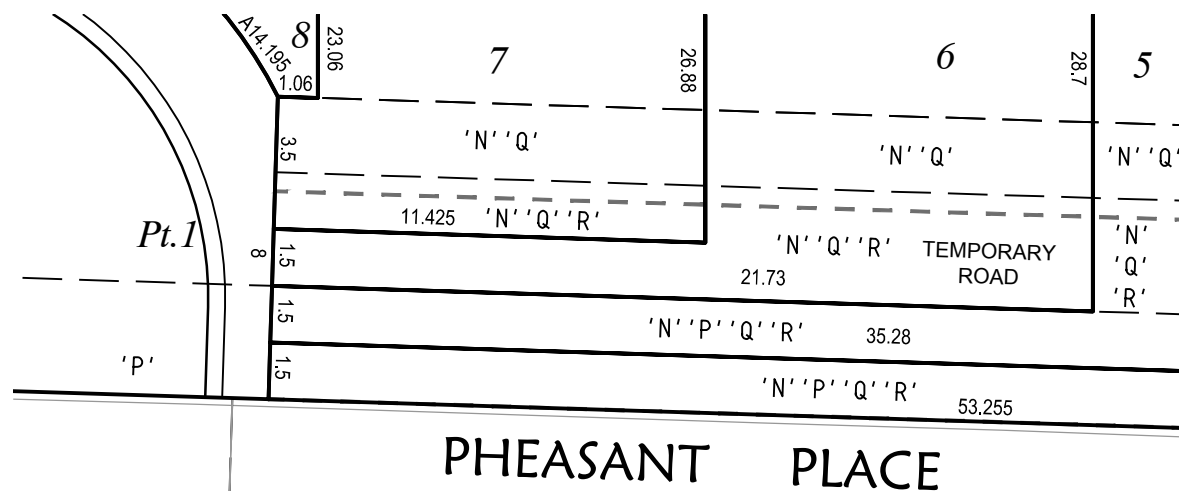 A14.195
8
23.06
1.06
7
26.88
6
28.7
5
3.5
'N' 'Q'
'N' 'Q'
'N' 'Q'
Pt.1
8
11.425
'N' 'Q' 'R'
1.5
'N' 'Q' 'R'
TEMPORARY
ROAD
'N'
'Q'
'R'
21.73
1.5
'N' 'P' 'Q' 'R'
35.28
'P'
1.5
'N' 'P' 'Q' 'R'
53.255
PHEASANT PLACE